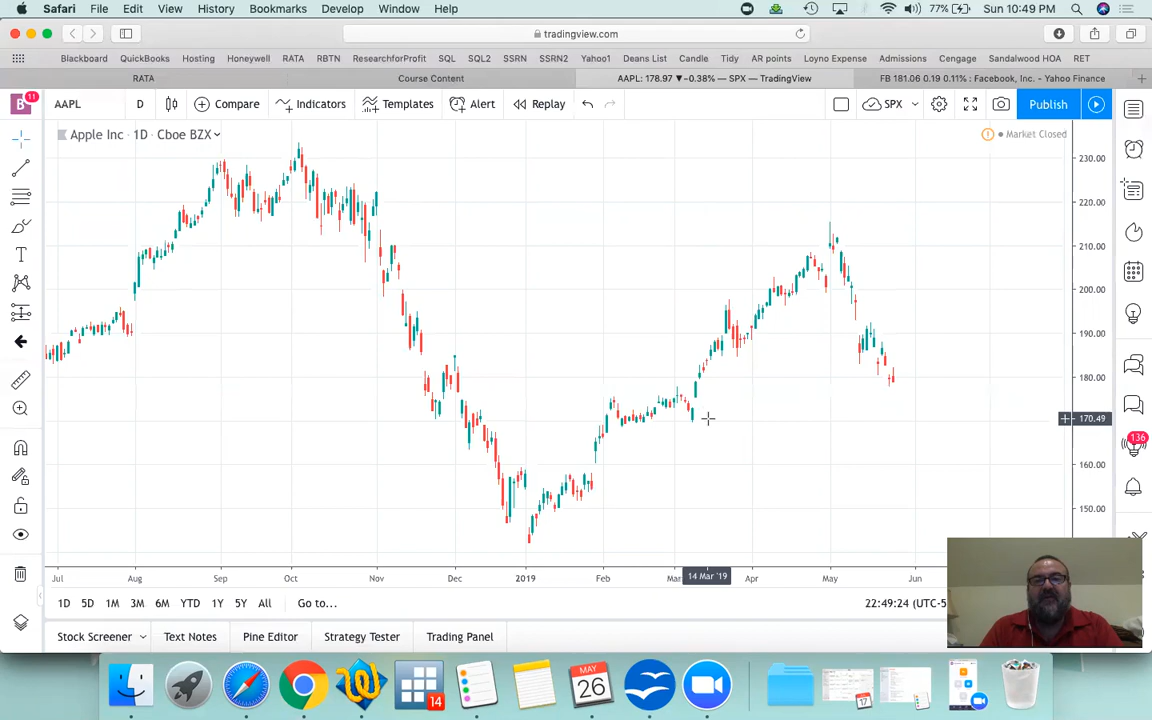 Safari File Edit View History Bookmarks Develop Window Help 77% Sun 10:49 PM
tradingview.com
Blackboard QuickBooks Hosting Honeywell RATA RBTN ResearchforProfit SQL SQL2 SSRN SSRN2 Yahoo1 Deans List Candle Tidy AR points Loyno Expense Admissions Cengage Sandalwood HOA RET
RATA Course Content AAPL: 178.97 ▼−0.38% — SPX — TradingView FB 181.06 0.19 0.11% : Facebook, Inc. - Yahoo Finance
B 11 AAPL D Compare Indicators Templates Alert Replay SPX Publish
Apple Inc · 1D · Cboe BZX Market Closed
230.00
220.00
210.00
200.00
190.00
180.00
170.49
160.00
150.00
136
T
Jul Aug Sep Oct Nov Dec 2019 Feb Mar 14 Mar '19 Apr May Jun
1D 5D 1M 3M 6M YTD 1Y 5Y All Go to... 22:49:24 (UTC-5
Stock Screener Text Notes Pine Editor Strategy Tester Trading Panel
14 MAY 26 17